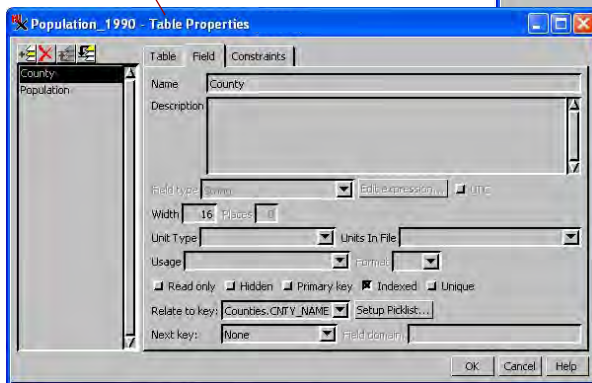 Population_1990 - Table Properties
County
Population
Table Field Constraints
Name County
Description
Field type String Edit expression... UTC
Width 16 Places 0
Unit Type Units In File
Usage Format
Read only Hidden Primary key Indexed Unique
Relate to key: Counties.CNTY_NAME Setup Picklist...
Next key: None Field domain:
OK Cancel Help